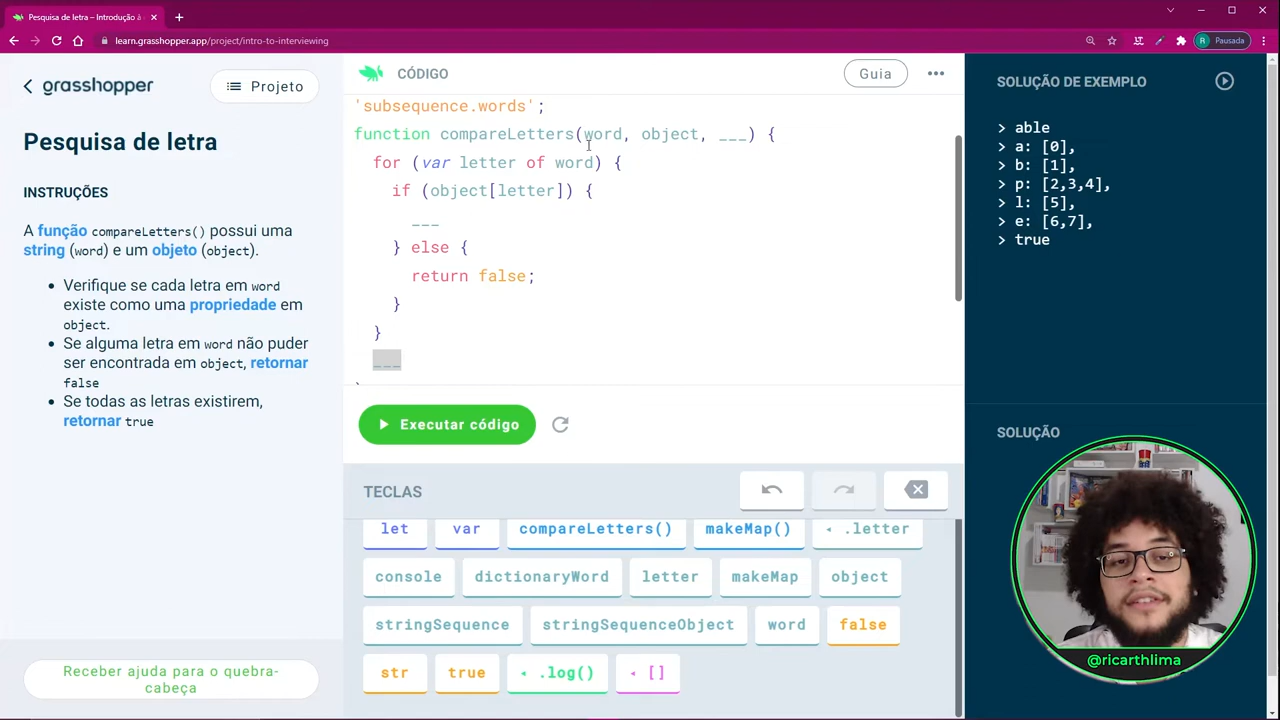 Pesquisa de letra – Introdução à
learn.grasshopper.app/project/intro-to-interviewing
R Pausada
grasshopper
Projeto
Pesquisa de letra
INSTRUÇÕES
A função compareLetters() possui uma
string (word) e um objeto (object).
Verifique se cada letra em word
existe como uma propriedade em
object.
Se alguma letra em word não puder
ser encontrada em object, retornar
false
Se todas as letras existirem,
retornar true
Receber ajuda para o quebra-
cabeça
CÓDIGO
Guia
'subsequence.words';
function compareLetters(word, object, ___) {
for (var letter of word) {
if (object[letter]) {
___
} else {
return false;
}
}
___
Executar código
TECLAS
let var compareLetters() makeMap() .letter
console dictionaryWord letter makeMap object
stringSequence stringSequenceObject word false
str true .log() []
SOLUÇÃO DE EXEMPLO
> able
> a: [0],
> b: [1],
> p: [2,3,4],
> l: [5],
> e: [6,7],
> true
SOLUÇÃO
@ricarthlima